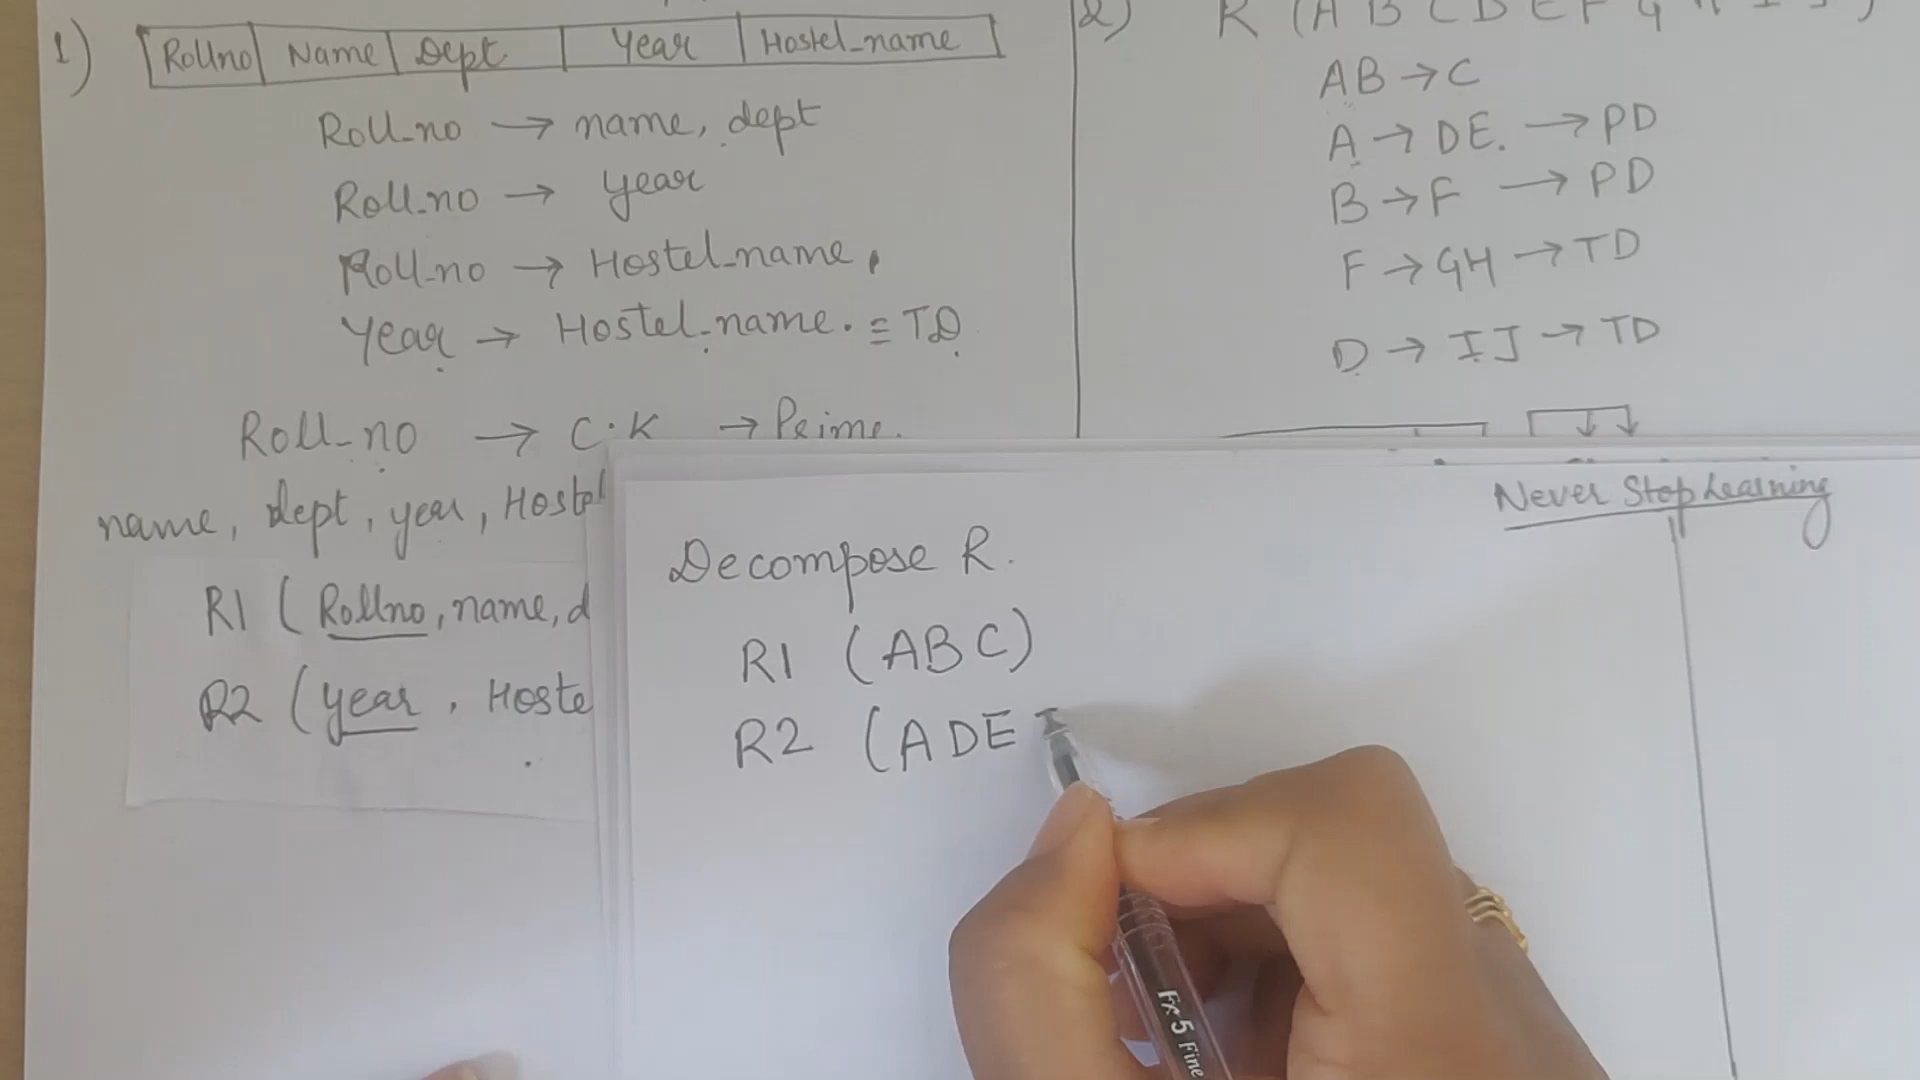 1) Rollno Name Dept Year Hostel_name
Roll_no → name, dept
Roll_no → year
Roll_no → Hostel_name.
Year → Hostel_name. = TD
Roll_no → C.K → Prime.
name, dept, year, Hostel
R1 (Rollno, name, d
R2 (year, Hoste
2) R (A B C D E F G H I J)
AB → C
A → DE. → PD
B → F → PD
F → GH → TD
D → IJ → TD
Never Stop Learning
Decompose R.
R1 (ABC)
R2 (ADE I
Fx 5 Fine